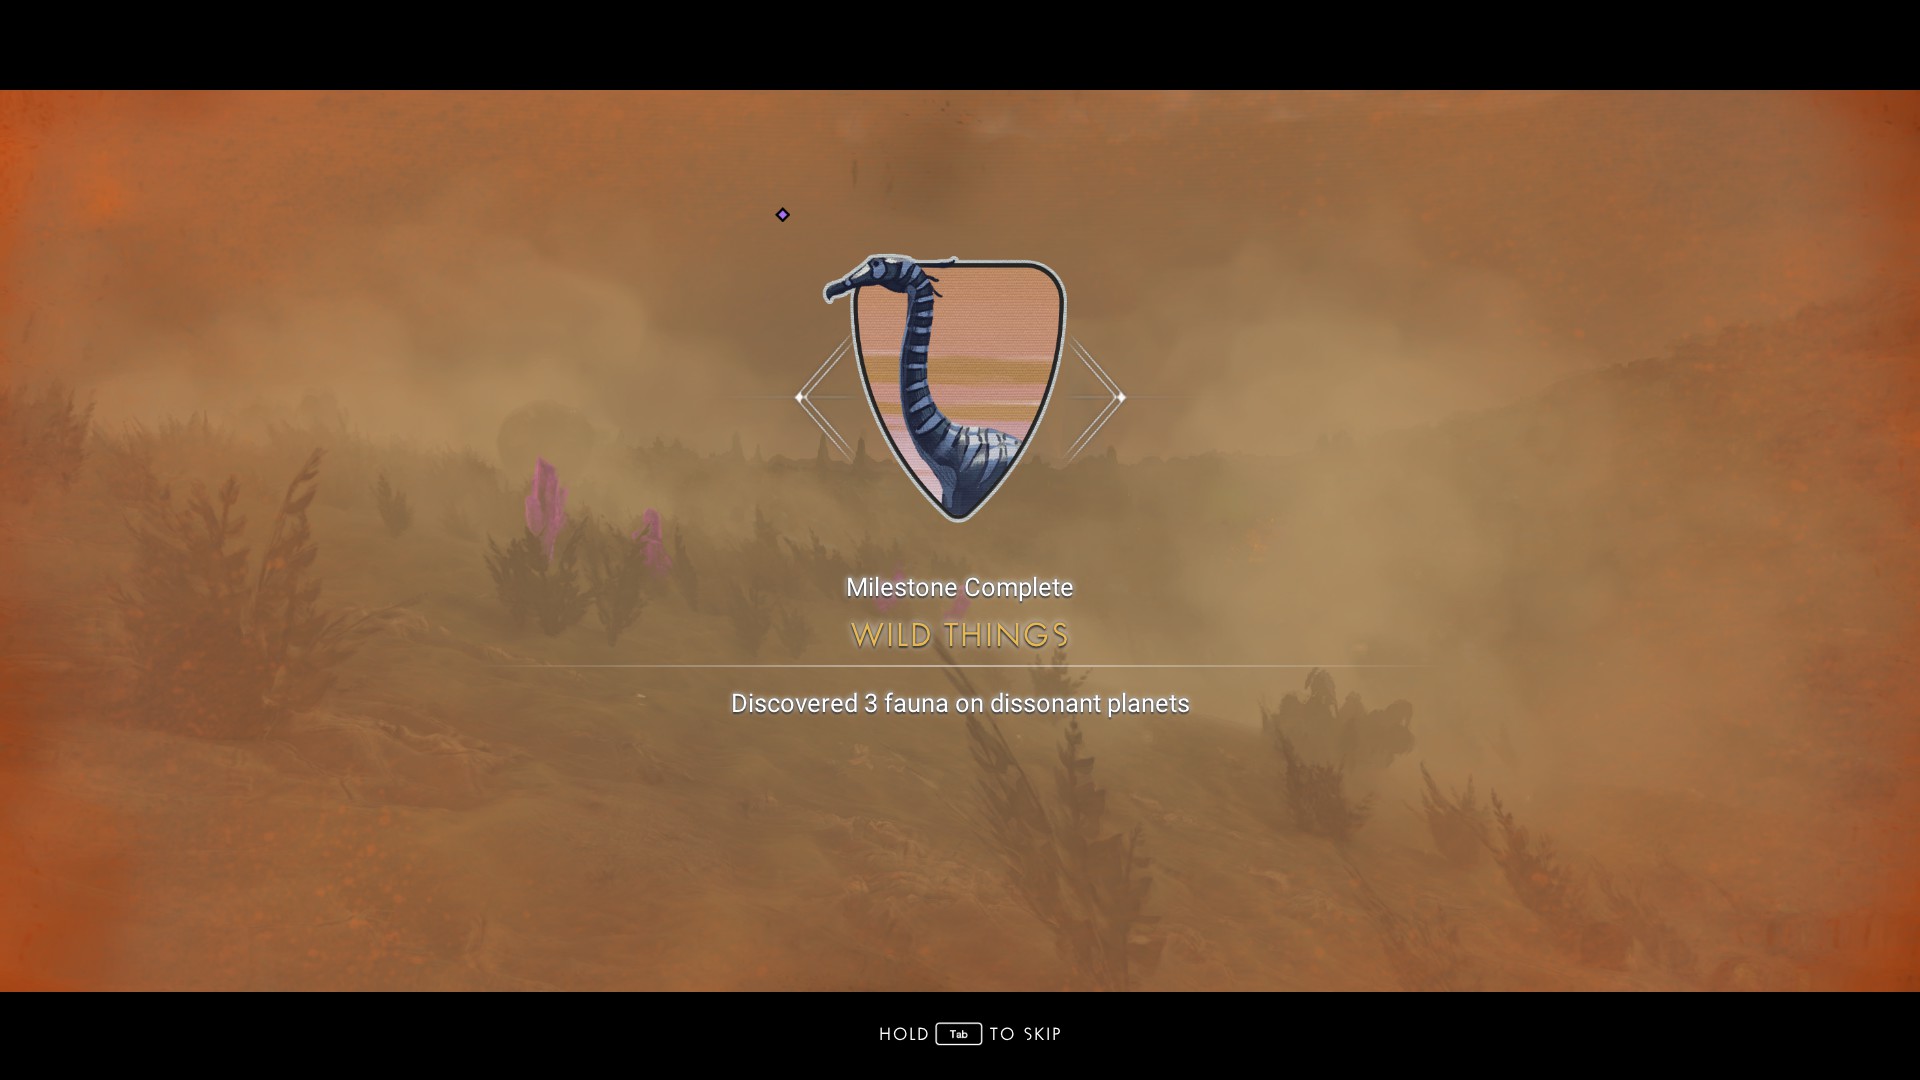 Milestone Complete
WILD THINGS
Discovered 3 fauna on dissonant planets
HOLD Tab TO SKIP